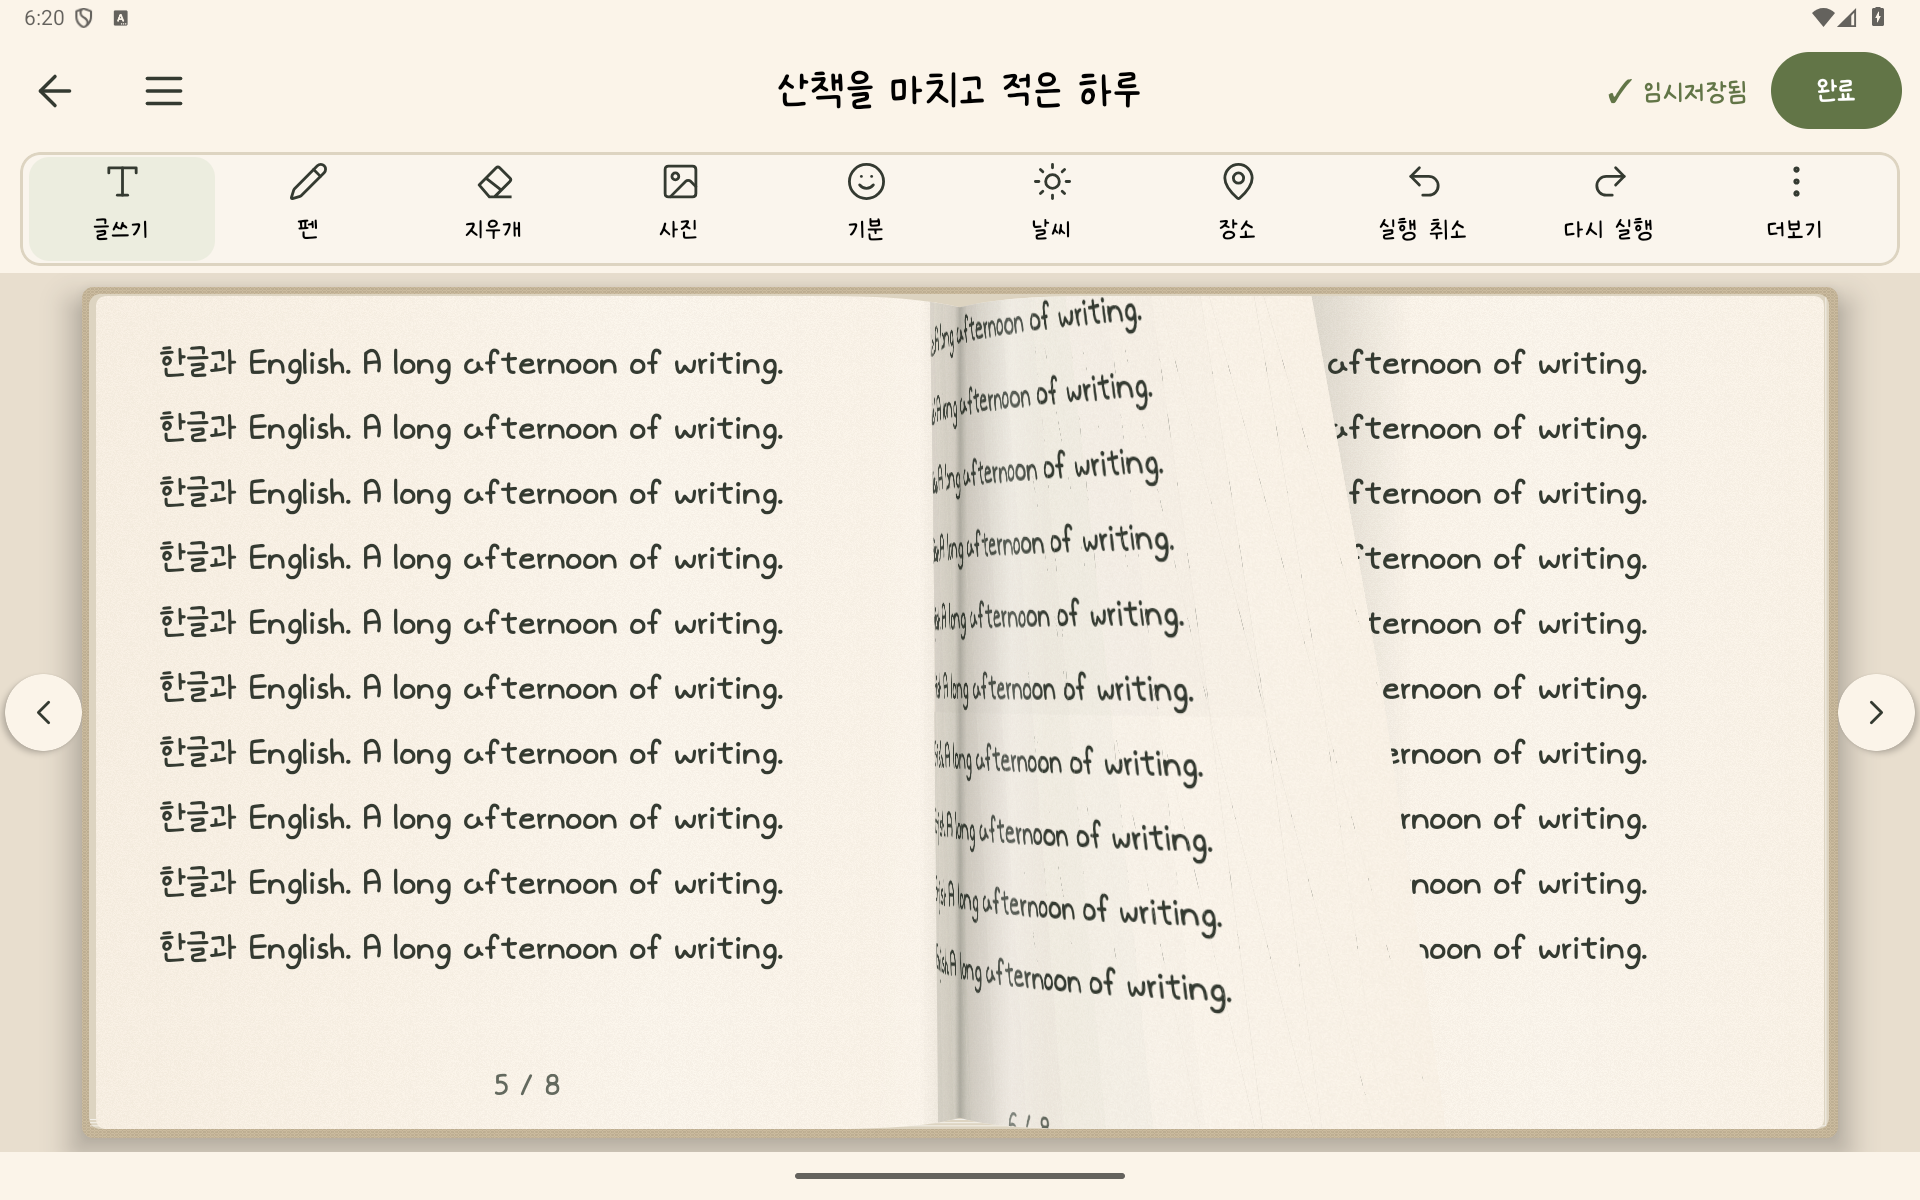 6:20
산책을 마치고 적은 하루
✓ 임시저장됨
완료
글쓰기
펜
지우개
사진
기분
날씨
장소
실행 취소
다시 실행
더보기
한글과 English. A long afternoon of writing.
한글과 English. A long afternoon of writing.
한글과 English. A long afternoon of writing.
한글과 English. A long afternoon of writing.
한글과 English. A long afternoon of writing.
한글과 English. A long afternoon of writing.
한글과 English. A long afternoon of writing.
한글과 English. A long afternoon of writing.
한글과 English. A long afternoon of writing.
한글과 English. A long afternoon of writing.
5 / 8
afternoon of writing.
A long afternoon of writing.
A long afternoon of writing.
A long afternoon of writing.
A long afternoon of writing.
A long afternoon of writing.
A long afternoon of writing.
A long afternoon of writing.
A long afternoon of writing.
A long afternoon of writing.
afternoon of writing.
of writing.
of writing.
of writing.
of writing.
of writing.
of writing.
of writing.
of writing.
of writing.